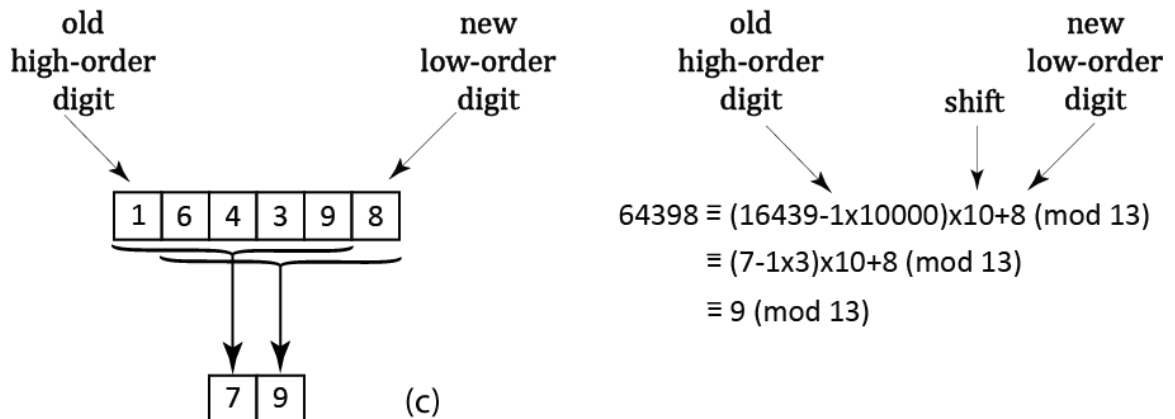 old
high-order
digit
new
low-order
digit
1 6 4 3 9 8
7 9
(c)
old
high-order
digit
shift
new
low-order
digit
64398 ≡ (16439-1x10000)x10+8 (mod 13)
≡ (7-1x3)x10+8 (mod 13)
≡ 9 (mod 13)